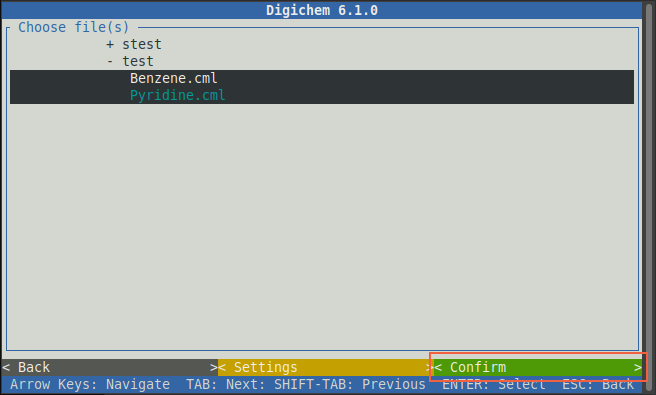 Digichem 6.1.0
Choose file(s)
+ stest
- test
Benzene.cml
Pyridine.cml
< Back >< Settings >< Confirm >
Arrow Keys: Navigate TAB: Next: SHIFT-TAB: Previous ENTER: Select ESC: Back